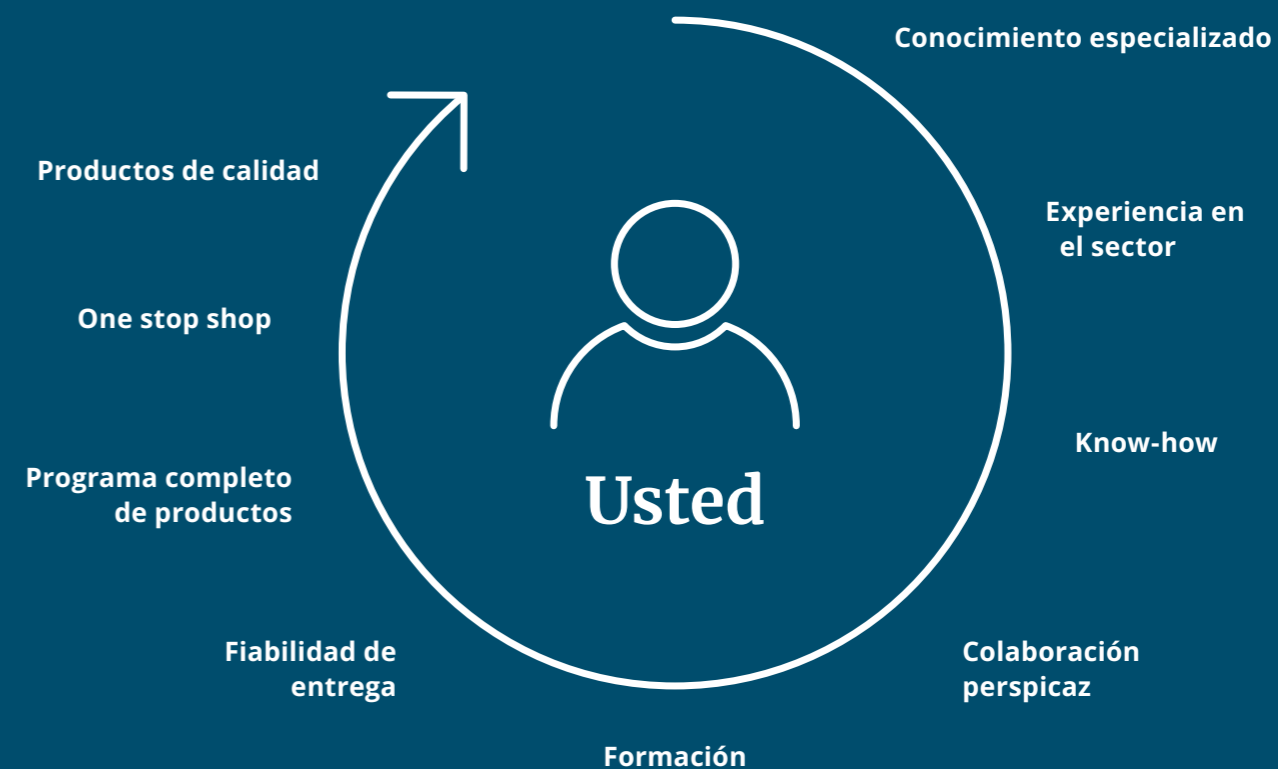 Conocimiento especializado
Experiencia en
el sector
Know-how
Colaboración
perspicaz
Formación
Fiabilidad de
entrega
Programa completo
de productos
One stop shop
Productos de calidad
Usted